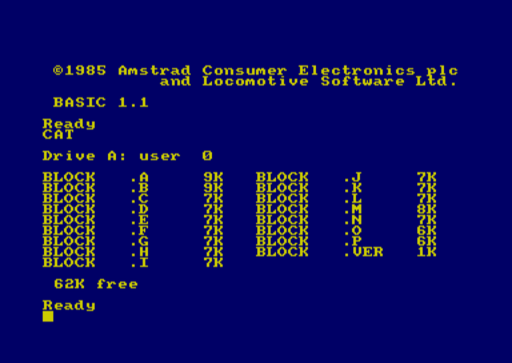 ©1985 Amstrad Consumer Electronics plc
and Locomotive Software Ltd.
BASIC 1.1
Ready
CAT
Drive A: user 0
BLOCK .A 9K BLOCK .J 7K
BLOCK .B 9K BLOCK .K 7K
BLOCK .C 7K BLOCK .L 7K
BLOCK .D 7K BLOCK .M 8K
BLOCK .E 7K BLOCK .N 7K
BLOCK .F 7K BLOCK .O 6K
BLOCK .G 7K BLOCK .P 6K
BLOCK .H 7K BLOCK .VER 1K
BLOCK .I 7K
62K free
Ready